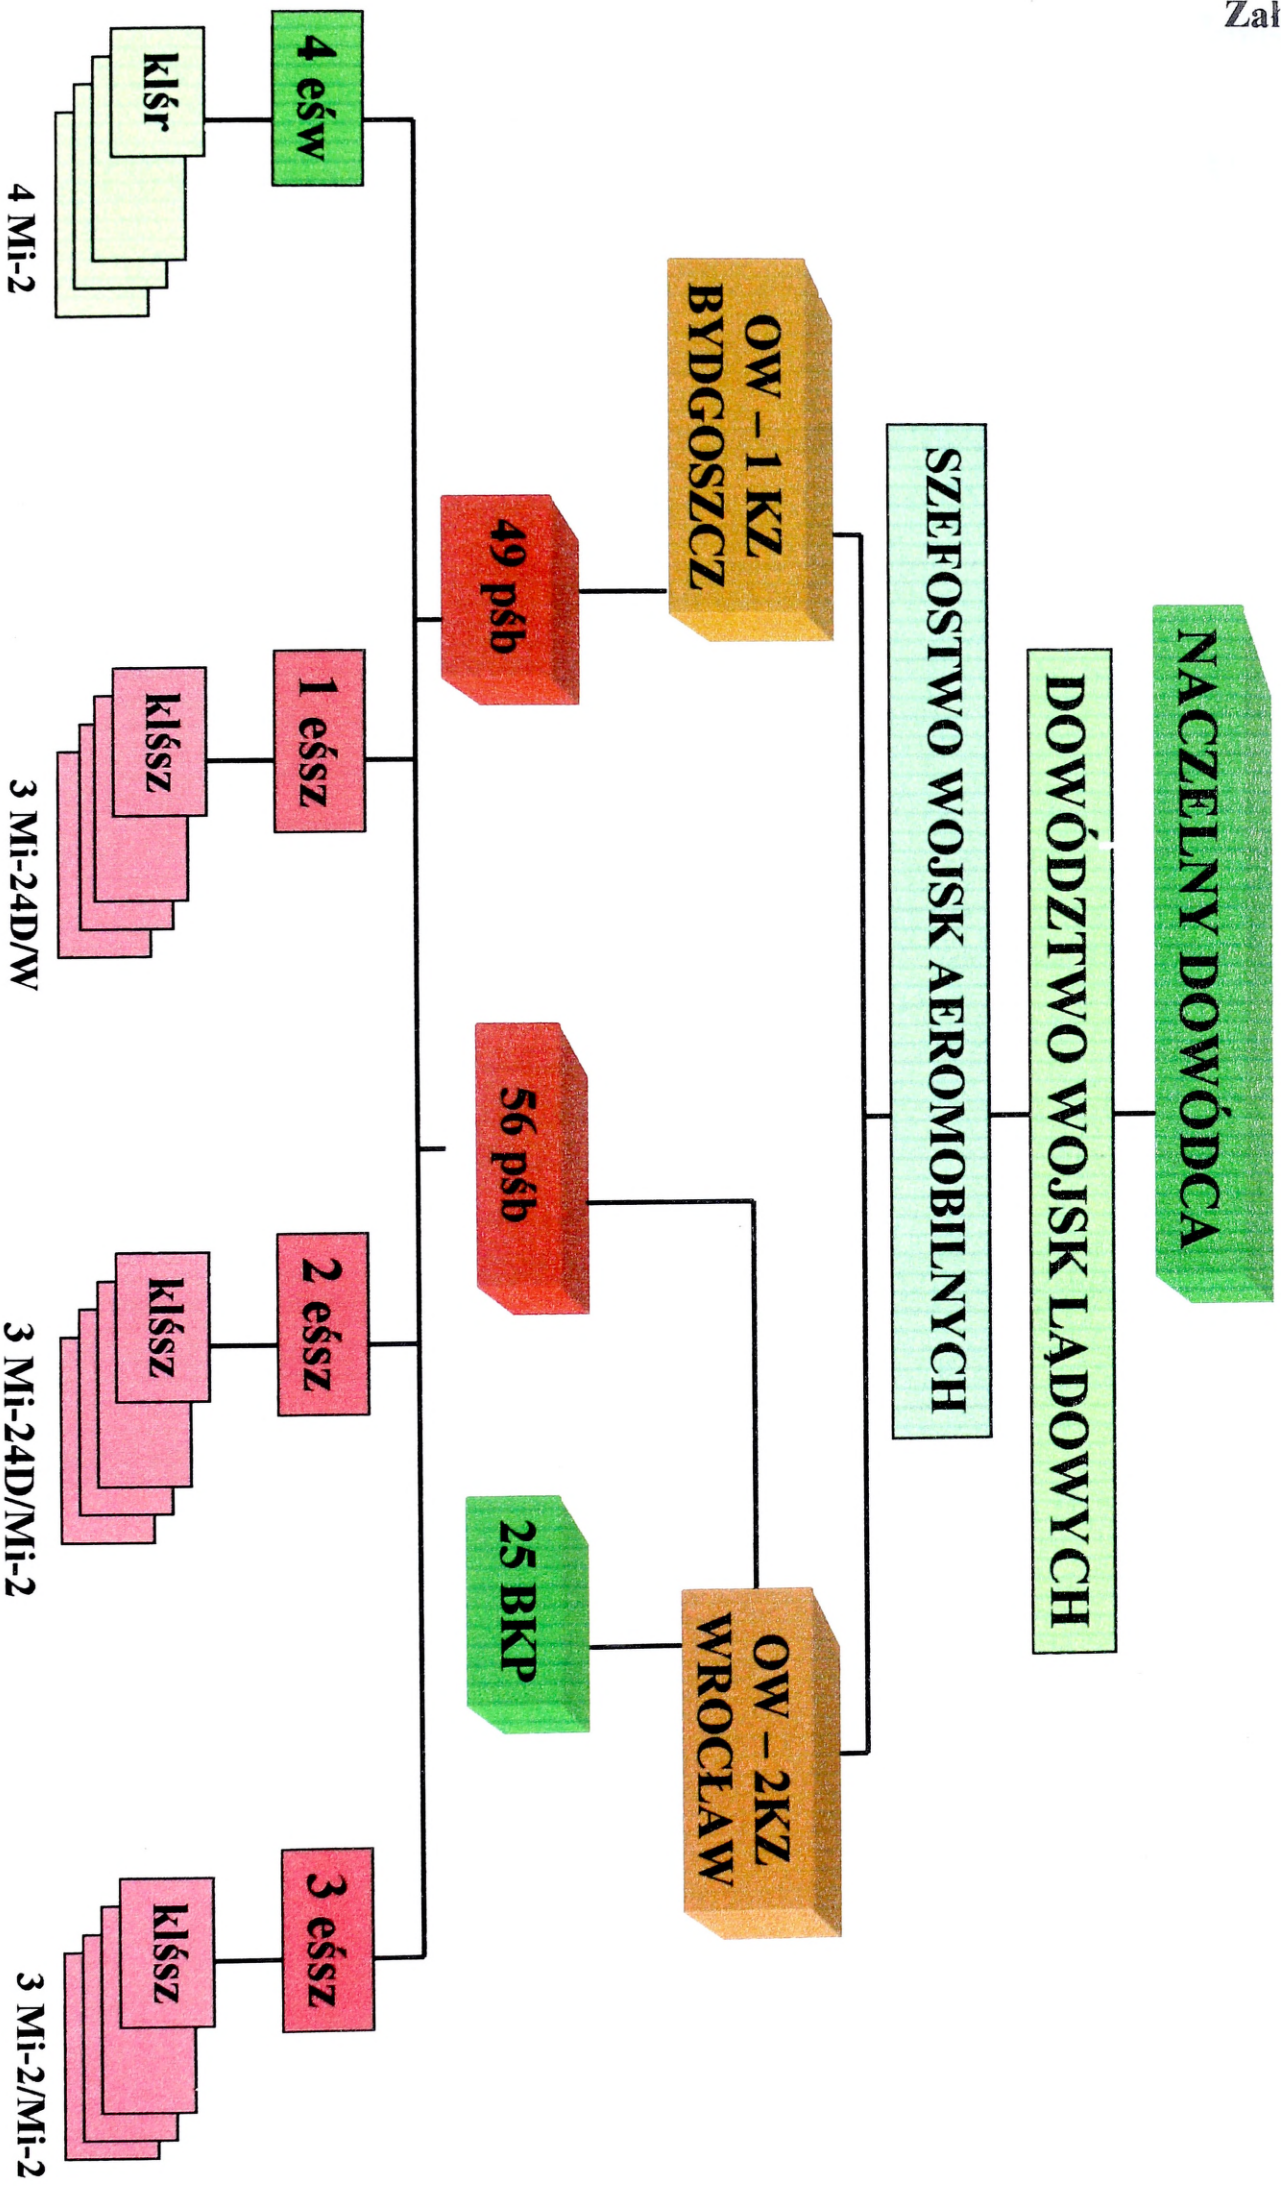 Zał
NACZELNY DOWÓDCA
DOWÓDZTWO WOJSK LĄDOWYCH
SZEFOSTWO WOJSK AEROMOBILNYCH
OW – 1 KZ
BYDGOSZCZ
OW – 2KZ
WROCŁAW
49 pśb
56 pśb
25 BKP
4 eśw
1 eśsz
2 eśsz
3 eśsz
klśr
klśsz
klśsz
klśsz
4 Mi-2
3 Mi-24D/W
3 Mi-24D/Mi-2
3 Mi-2/Mi-2